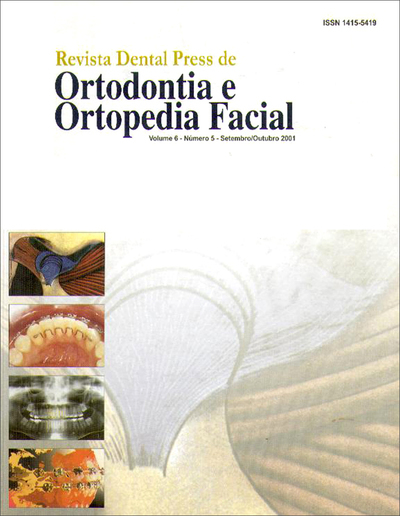 ISSN 1415-5419
Revista Dental Press de
Ortodontia e
Ortopedia Facial
Volume 6 - Número 5 - Setembro/Outubro 2001